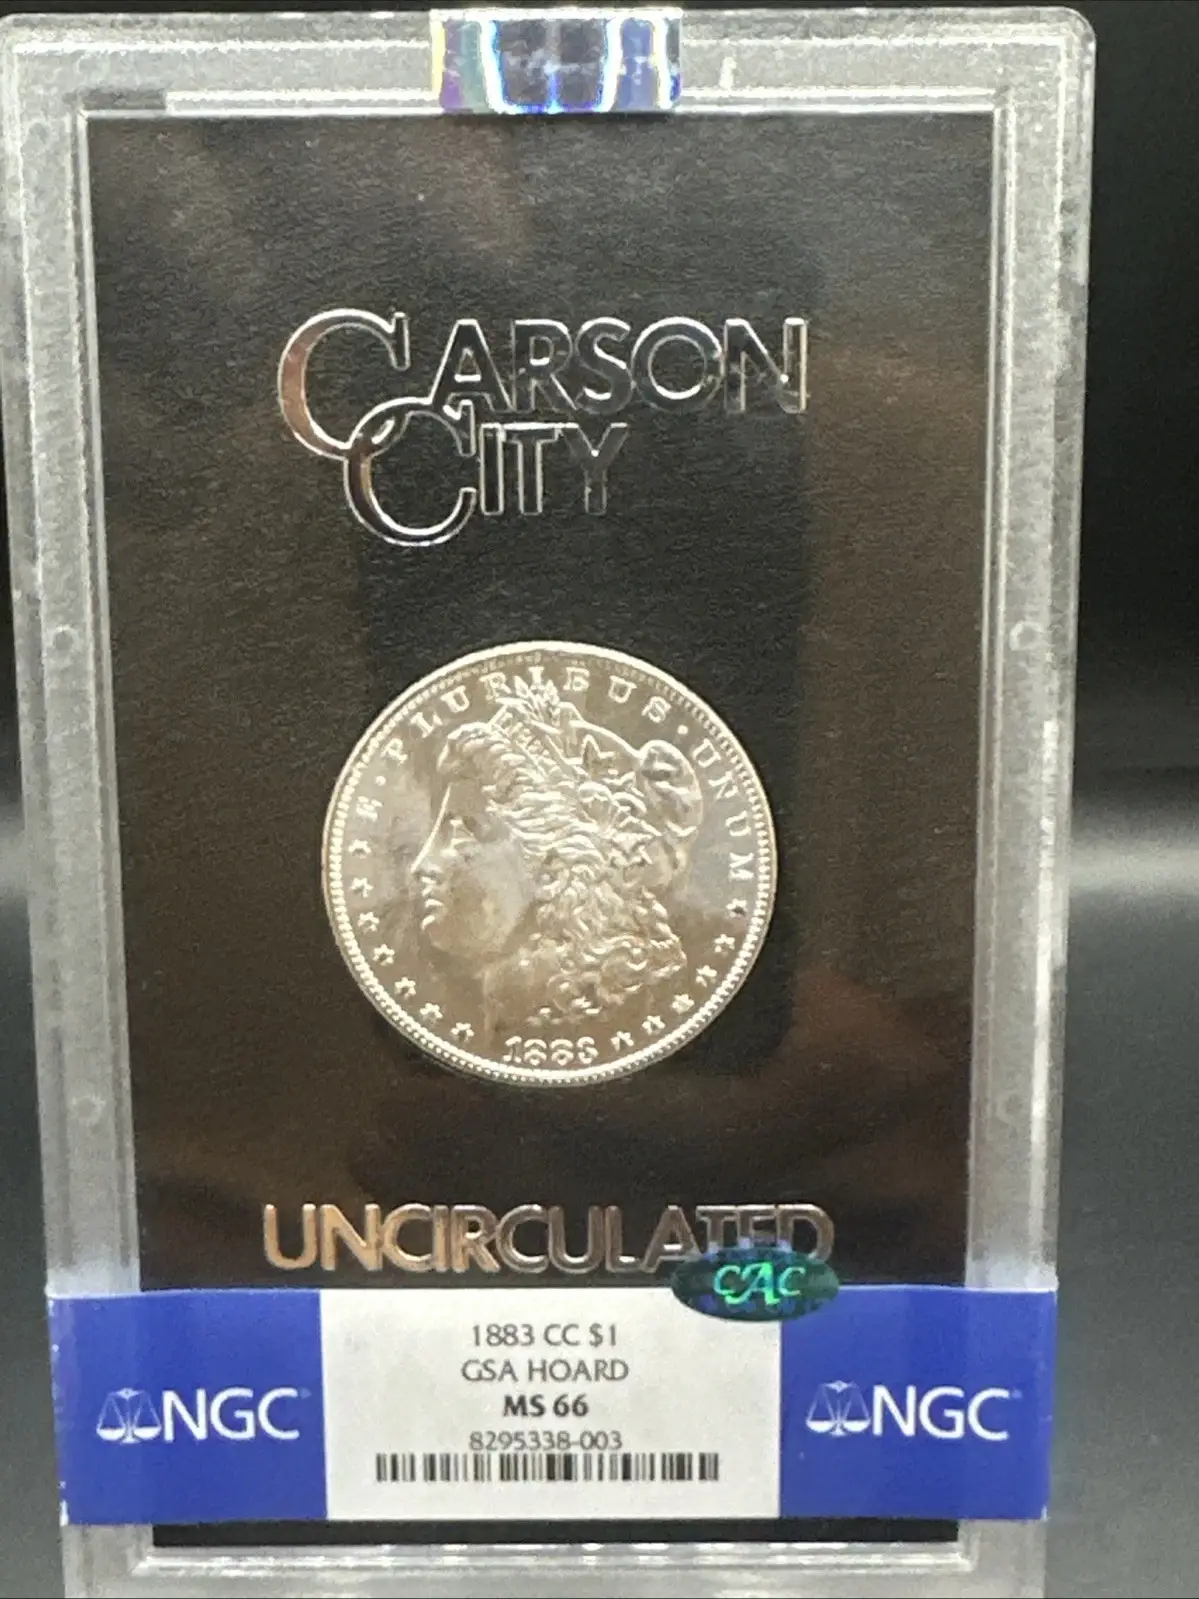 CARSON
CITY
E · PLURIBUS · UNUM
1883
UNCIRCULATED
CAC
1883 CC $1
GSA HOARD
MS 66
8295338-003
NGC
NGC